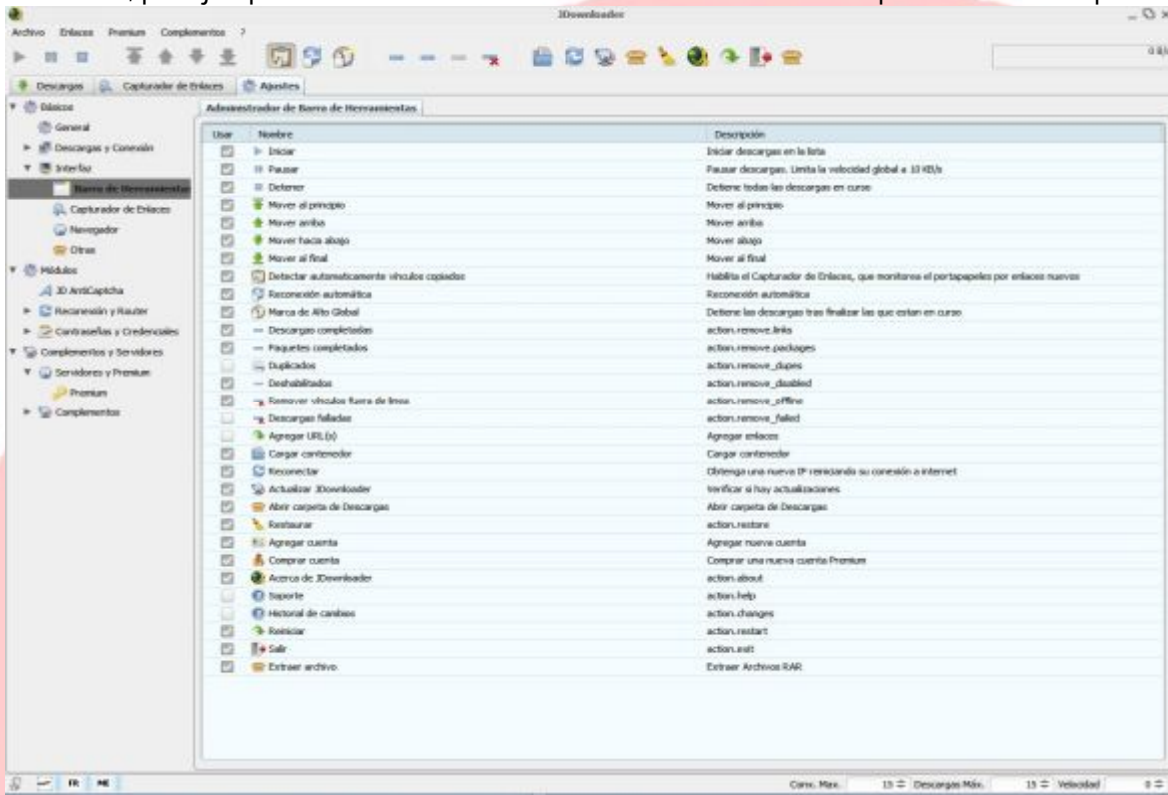 JDownloader
Archivo Enlaces Premium Complementos ?
Descargas Capturador de Enlaces Ajustes
Básicos
General
Descargas y Conexión
Interfaz
Barra de Herramientas
Capturador de Enlaces
Navegador
Otras
Módulos
JD AntiCaptcha
Reconexión y Router
Contraseñas y Credenciales
Complementos y Servidores
Servidores y Premium
Premium
Complementos
Administrador de Barra de Herramientas
Usar Nombre Descripción
Iniciar Iniciar descargas en la lista
Pausar Pausar descargas. Limita la velocidad global a 10 KB/s
Detener Detiene todas las descargas en curso
Mover al principio Mover al principio
Mover arriba Mover arriba
Mover hacia abajo Mover abajo
Mover al final Mover al final
Detectar automaticamente vínculos copiados Habilita el Capturador de Enlaces, que monitorea el portapapeles por enlaces nuevos
Reconexión automática Reconexión automática
Marca de Alto Global Detiene las descargas tras finalizar las que estan en curso
Descargas completadas action.remove.links
Paquetes completados action.remove.packages
Duplicados action.remove_dupes
Deshabilitados action.remove_disabled
Remover vínculos fuera de linea action.remove_offline
Descargas falladas action.remove_failed
Agregar URL(s) Agregar enlaces
Cargar contenedor Cargar contenedor
Reconectar Obtenga una nueva IP reiniciando su conexión a internet
Actualizar JDownloader Verificar si hay actualizaciones
Abrir carpeta de Descargas Abrir carpeta de Descargas
Restaurar action.restore
Agregar cuenta Agregar nueva cuenta
Comprar cuenta Comprar una nueva cuenta Premium
Acerca de JDownloader action.about
Soporte action.help
Historial de cambios action.changes
Reiniciar action.restart
Salir action.exit
Extraer archivo Extraer Archivos RAR
FR ME Conx. Max. 15 Descargas Máx. 15 Velocidad 0